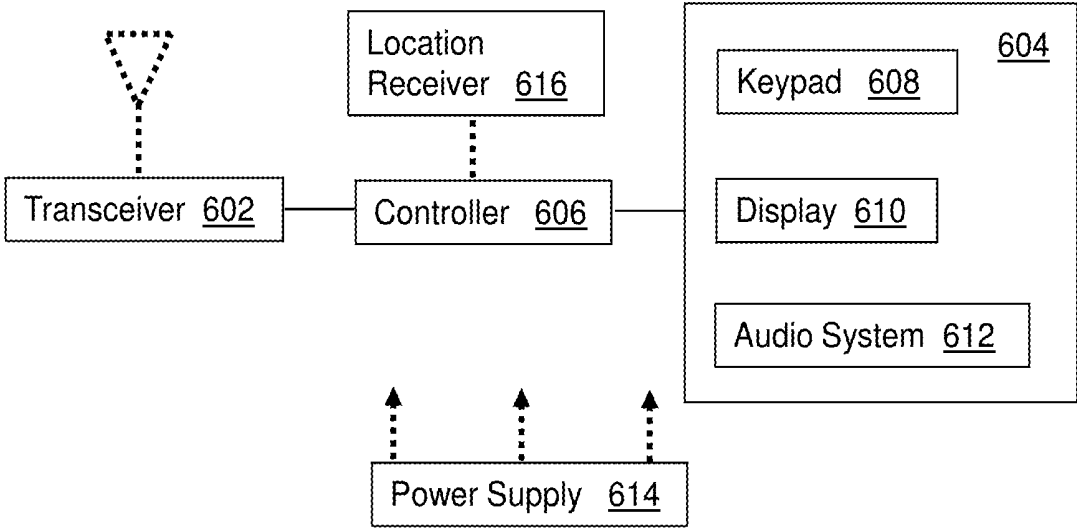 Location
Receiver 616
604
Keypad 608
Transceiver 602
Controller 606
Display 610
Audio System 612
Power Supply 614